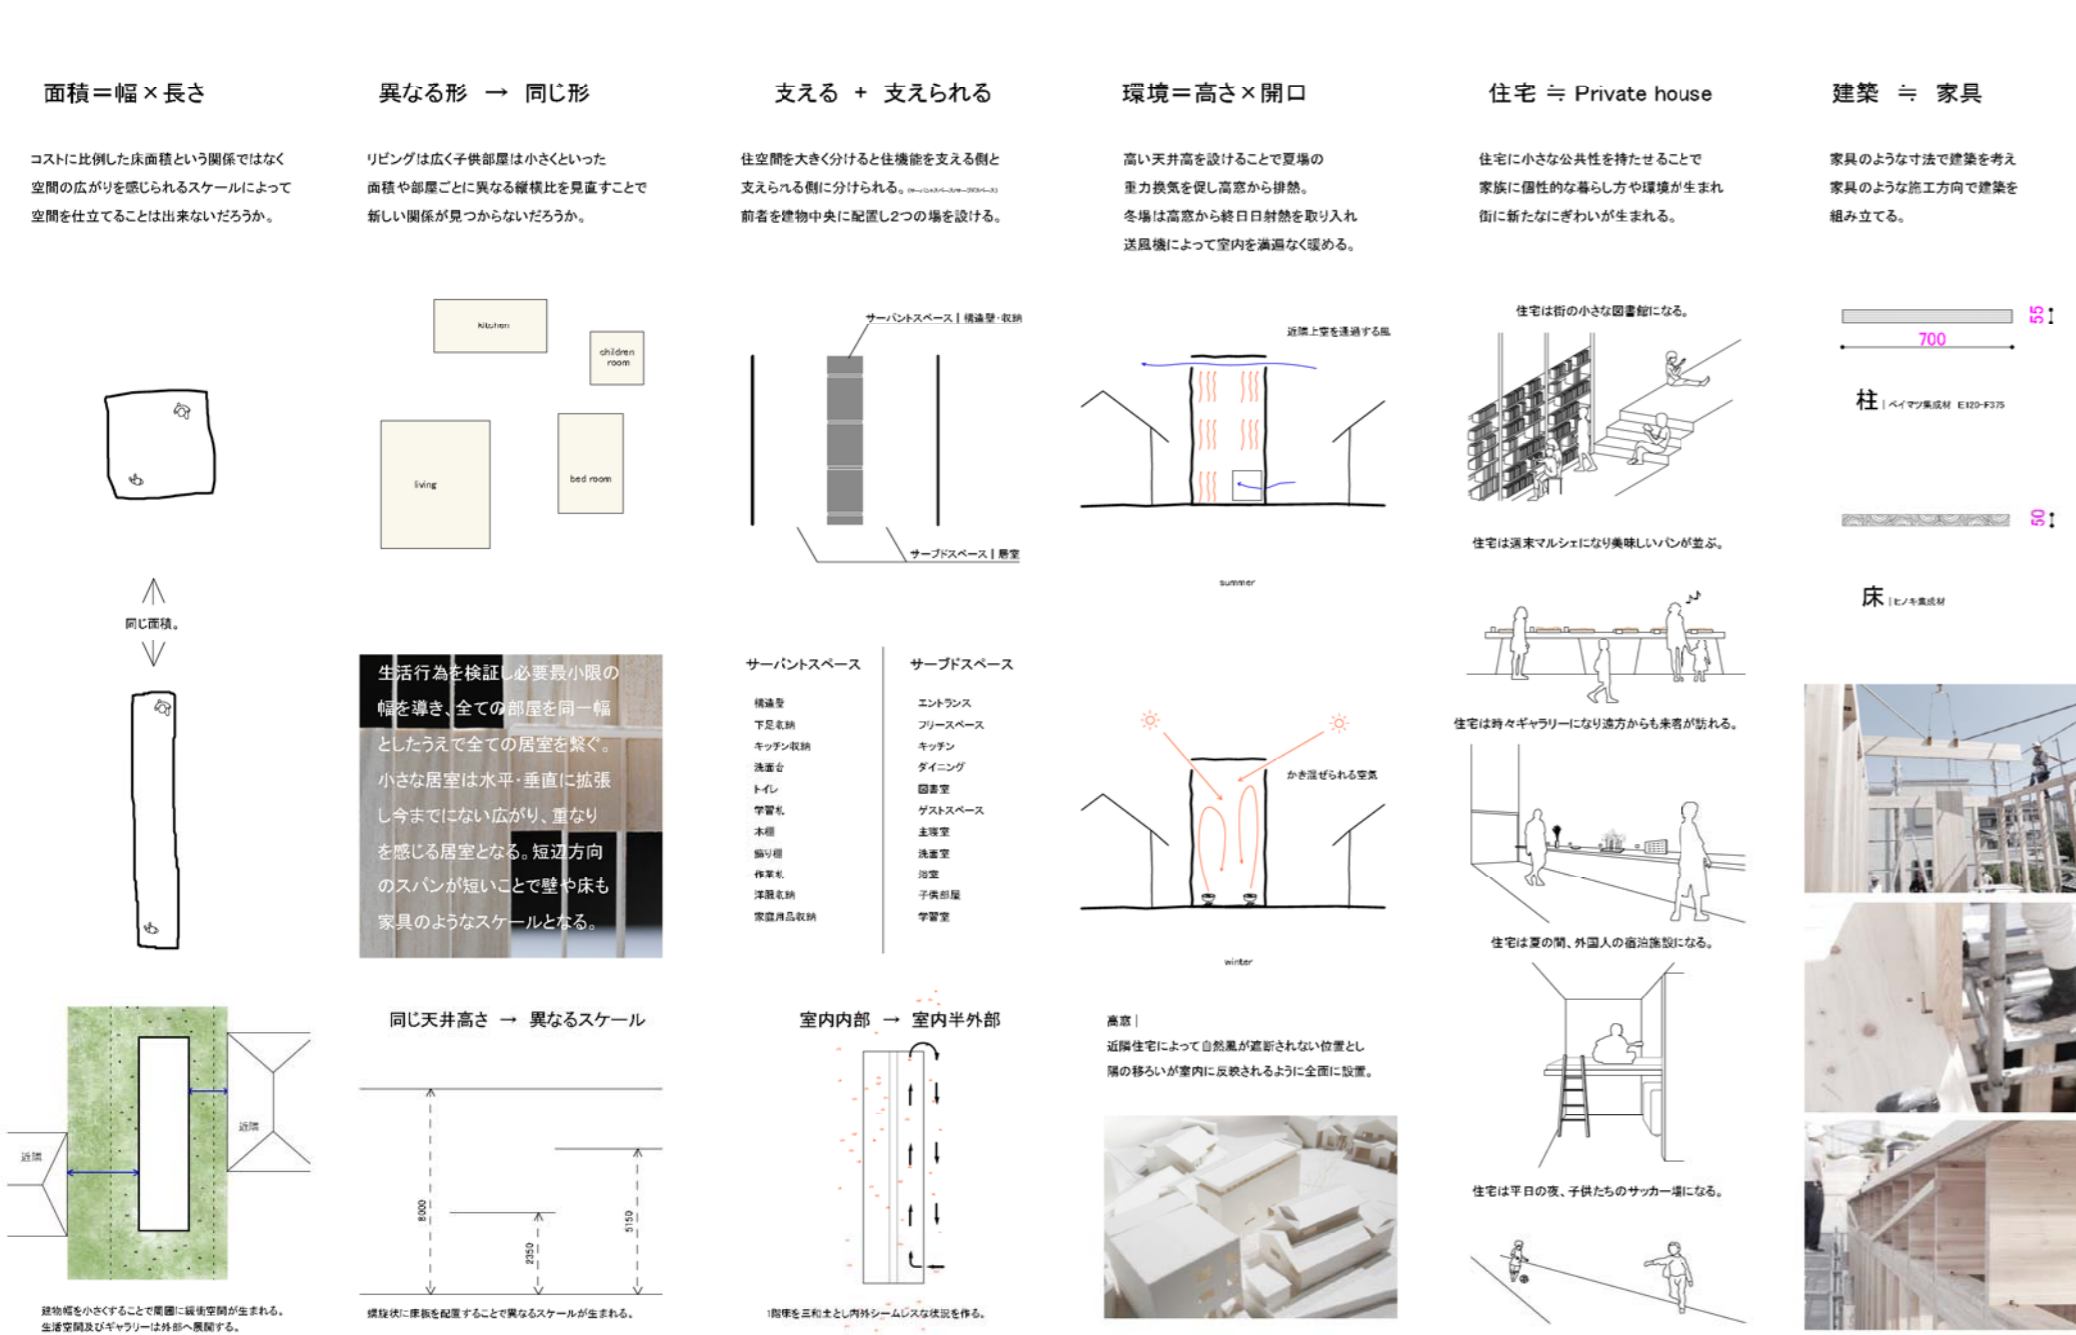 面積＝幅×長さ
コストに比例した床面積という関係ではなく
空間の広がりを感じられるスケールによって
空間を仕立てることは出来ないだろうか。
同じ面積。
近隣
近隣
建物幅を小さくすることで周囲に緩衝空間が生まれる。
生活空間及びギャラリーは外部へ展開する。
異なる形 → 同じ形
リビングは広く子供部屋は小さくといった
面積や部屋ごとに異なる縦横比を見直すことで
新しい関係が見つからないだろうか。
kitchen
children
room
living
bed room
生活行為を検証し必要最小限の
幅を導き、全ての部屋を同一幅
としたうえで全ての居室を繋ぐ。
小さな居室は水平・垂直に拡張
し今までにない広がり、重なり
を感じる居室となる。短辺方向
のスパンが短いことで壁や床も
家具のようなスケールとなる。
同じ天井高さ → 異なるスケール
8000
2350
5150
螺旋状に床板を配置することで異なるスケールが生まれる。
支える + 支えられる
住空間を大きく分けると住機能を支える側と
支えられる側に分けられる。(サーバントスペース/サーブドスペース)
前者を建物中央に配置し2つの場を設ける。
サーバントスペース | 構造壁・収納
サーブドスペース | 居室
サーバントスペース
構造壁
下足収納
キッチン収納
洗面台
トイレ
学習机
本棚
飾り棚
作業机
洋服収納
家庭用品収納
サーブドスペース
エントランス
フリースペース
キッチン
ダイニング
図書室
ゲストスペース
主寝室
洗面室
浴室
子供部屋
学習室
室内内部 → 室内半外部
1階床を三和土とし内外シームレスな状況を作る。
環境＝高さ×開口
高い天井高を設けることで夏場の
重力換気を促し高窓から排熱。
冬場は高窓から終日日射熱を取り入れ
送風機によって室内を満遍なく暖める。
近隣上空を通過する風
summer
かき混ぜられる空気
winter
高窓 |
近隣住宅によって自然風が遮断されない位置とし
陽の移ろいが室内に反映されるように全面に設置。
住宅 ≒ Private house
住宅に小さな公共性を持たせることで
家族に個性的な暮らし方や環境が生まれ
街に新たなにぎわいが生まれる。
住宅は街の小さな図書館になる。
住宅は週末マルシェになり美味しいパンが並ぶ。
住宅は時々ギャラリーになり遠方からも来客が訪れる。
住宅は夏の間、外国人の宿泊施設になる。
住宅は平日の夜、子供たちのサッカー場になる。
建築 ≒ 家具
家具のような寸法で建築を考え
家具のような施工方向で建築を
組み立てる。
55
700
柱 | ベイマツ集成材 E120-F375
50
床 | ヒノキ集成材